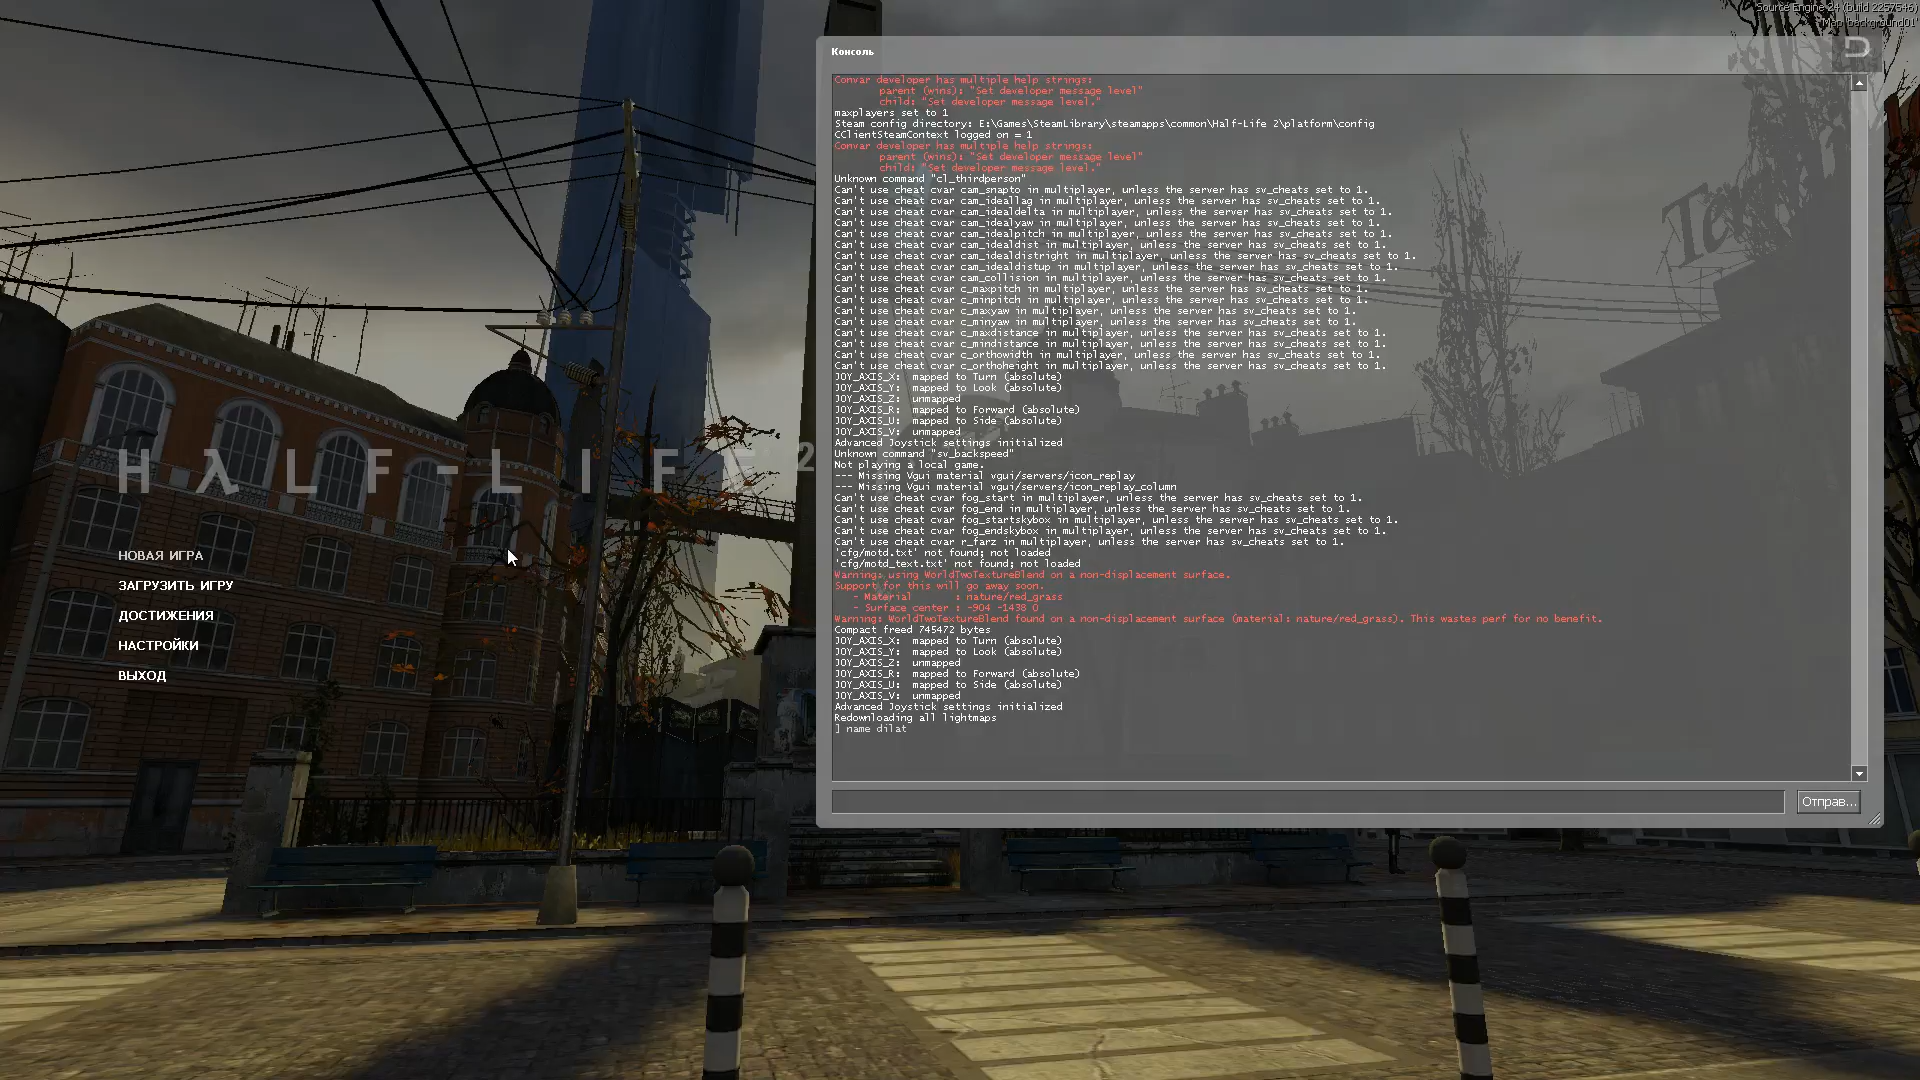 Source Engine 24 (build 2257546)
Map: background01
Консоль
Convar developer has multiple help strings:
parent (wins): "Set developer message level"
child: "Set developer message level."
maxplayers set to 1
Steam config directory: E:\Games\SteamLibrary\steamapps\common\Half-Life 2\platform\config
CClientSteamContext logged on = 1
Convar developer has multiple help strings:
parent (wins): "Set developer message level"
child: "Set developer message level."
Unknown command "cl_thirdperson"
Can't use cheat cvar cam_snapto in multiplayer, unless the server has sv_cheats set to 1.
Can't use cheat cvar cam_ideallag in multiplayer, unless the server has sv_cheats set to 1.
Can't use cheat cvar cam_idealdelta in multiplayer, unless the server has sv_cheats set to 1.
Can't use cheat cvar cam_idealyaw in multiplayer, unless the server has sv_cheats set to 1.
Can't use cheat cvar cam_idealpitch in multiplayer, unless the server has sv_cheats set to 1.
Can't use cheat cvar cam_idealdist in multiplayer, unless the server has sv_cheats set to 1.
Can't use cheat cvar cam_idealdistright in multiplayer, unless the server has sv_cheats set to 1.
Can't use cheat cvar cam_idealdistup in multiplayer, unless the server has sv_cheats set to 1.
Can't use cheat cvar cam_collision in multiplayer, unless the server has sv_cheats set to 1.
Can't use cheat cvar c_maxpitch in multiplayer, unless the server has sv_cheats set to 1.
Can't use cheat cvar c_minpitch in multiplayer, unless the server has sv_cheats set to 1.
Can't use cheat cvar c_maxyaw in multiplayer, unless the server has sv_cheats set to 1.
Can't use cheat cvar c_minyaw in multiplayer, unless the server has sv_cheats set to 1.
Can't use cheat cvar c_maxdistance in multiplayer, unless the server has sv_cheats set to 1.
Can't use cheat cvar c_mindistance in multiplayer, unless the server has sv_cheats set to 1.
Can't use cheat cvar c_orthowidth in multiplayer, unless the server has sv_cheats set to 1.
Can't use cheat cvar c_orthoheight in multiplayer, unless the server has sv_cheats set to 1.
JOY_AXIS_X: mapped to Turn (absolute)
JOY_AXIS_Y: mapped to Look (absolute)
JOY_AXIS_Z: unmapped
JOY_AXIS_R: mapped to Forward (absolute)
JOY_AXIS_U: mapped to Side (absolute)
JOY_AXIS_V: unmapped
Advanced Joystick settings initialized
Unknown command "sv_backspeed"
Not playing a local game.
--- Missing Vgui material vgui/servers/icon_replay
--- Missing Vgui material vgui/servers/icon_replay_column
Can't use cheat cvar fog_start in multiplayer, unless the server has sv_cheats set to 1.
Can't use cheat cvar fog_end in multiplayer, unless the server has sv_cheats set to 1.
Can't use cheat cvar fog_startskybox in multiplayer, unless the server has sv_cheats set to 1.
Can't use cheat cvar fog_endskybox in multiplayer, unless the server has sv_cheats set to 1.
Can't use cheat cvar r_farz in multiplayer, unless the server has sv_cheats set to 1.
'cfg/motd.txt' not found; not loaded
'cfg/motd_text.txt' not found; not loaded
Warning: using WorldTwoTextureBlend on a non-displacement surface.
Support for this will go away soon.
- Material : nature/red_grass
- Surface center : -904 -1438 0
Warning: WorldTwoTextureBlend found on a non-displacement surface (material: nature/red_grass). This wastes perf for no benefit.
Compact freed 745472 bytes
JOY_AXIS_X: mapped to Turn (absolute)
JOY_AXIS_Y: mapped to Look (absolute)
JOY_AXIS_Z: unmapped
JOY_AXIS_R: mapped to Forward (absolute)
JOY_AXIS_U: mapped to Side (absolute)
JOY_AXIS_V: unmapped
Advanced Joystick settings initialized
Redownloading all lightmaps
] name dilat
Отправ...
HλLF-LIFE 2
НОВАЯ ИГРА
ЗАГРУЗИТЬ ИГРУ
ДОСТИЖЕНИЯ
НАСТРОЙКИ
ВЫХОД